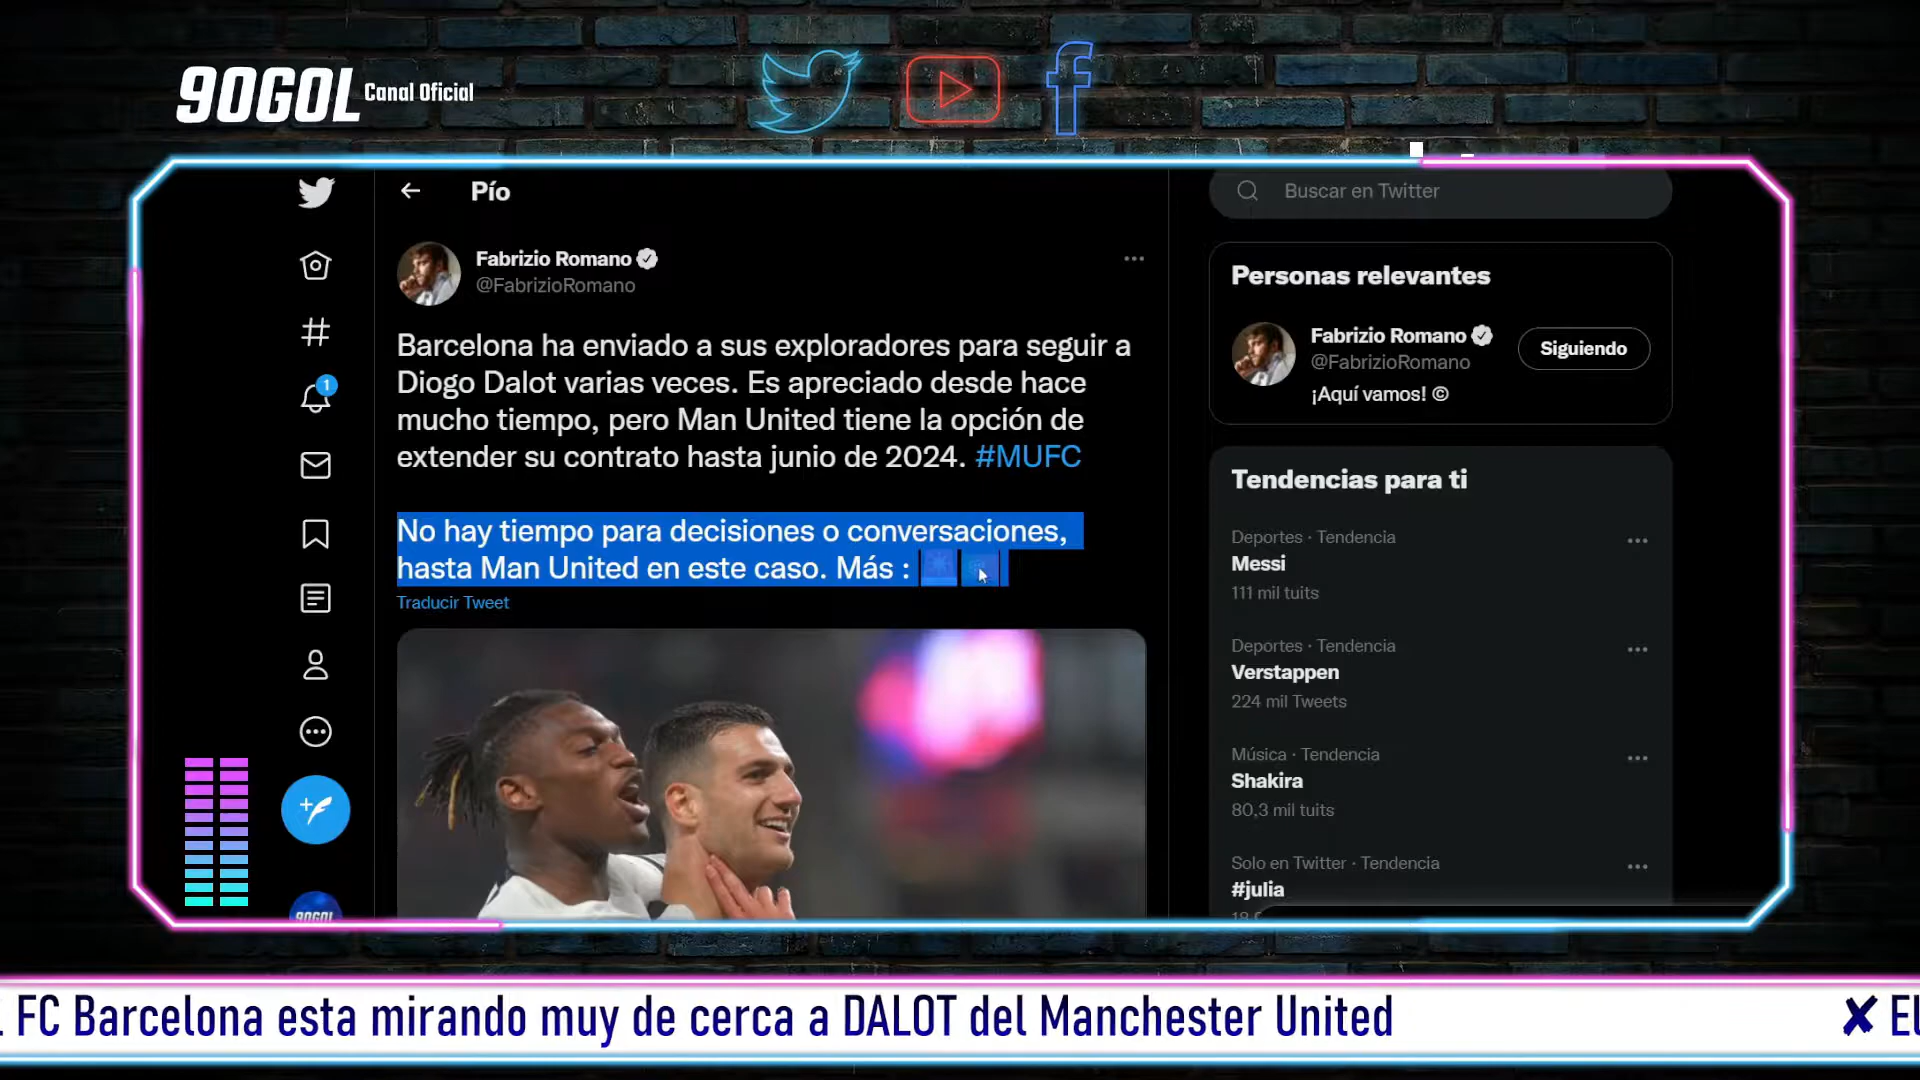 90GOL Canal Oficial
Pío
Buscar en Twitter
1
Fabrizio Romano
@FabrizioRomano
Barcelona ha enviado a sus exploradores para seguir a
Diogo Dalot varias veces. Es apreciado desde hace
mucho tiempo, pero Man United tiene la opción de
extender su contrato hasta junio de 2024. #MUFC
No hay tiempo para decisiones o conversaciones,
hasta Man United en este caso. Más :
Traducir Tweet
Personas relevantes
Fabrizio Romano
@FabrizioRomano
Siguiendo
¡Aquí vamos! ©
Tendencias para ti
Deportes · Tendencia
Messi
111 mil tuits
Deportes · Tendencia
Verstappen
224 mil Tweets
Música · Tendencia
Shakira
80,3 mil tuits
Solo en Twitter · Tendencia
#julia
90GOL
FC Barcelona esta mirando muy de cerca a DALOT del Manchester United
✘ El